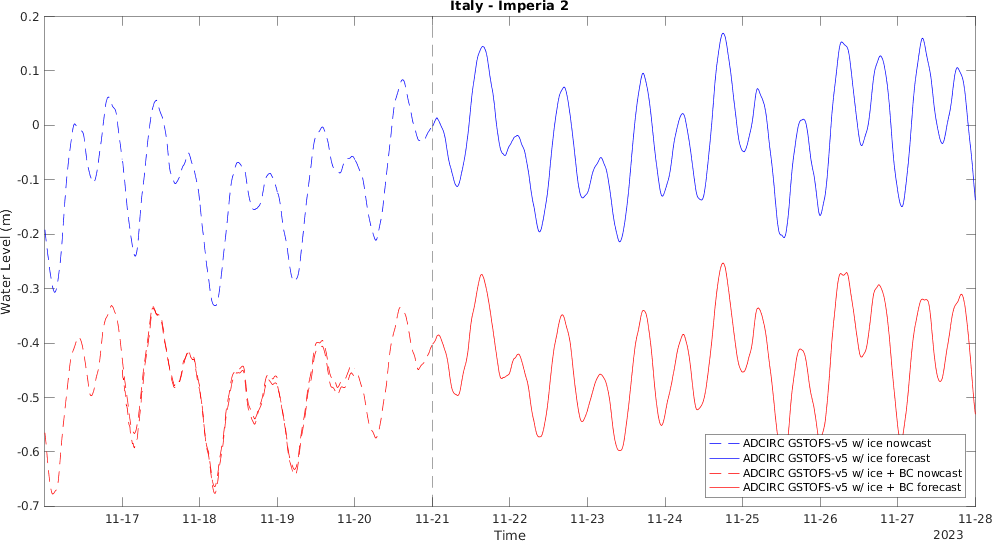 Italy - Imperia 2
0.2
0.1
0
-0.1
-0.2
-0.3
-0.4
-0.5
-0.6
-0.7
Water Level (m)
11-17 11-18 11-19 11-20 11-21 11-22 11-23 11-24 11-25 11-26 11-27 11-28
Time
2023
ADCIRC GSTOFS-v5 w/ ice nowcast
ADCIRC GSTOFS-v5 w/ ice forecast
ADCIRC GSTOFS-v5 w/ ice + BC nowcast
ADCIRC GSTOFS-v5 w/ ice + BC forecast